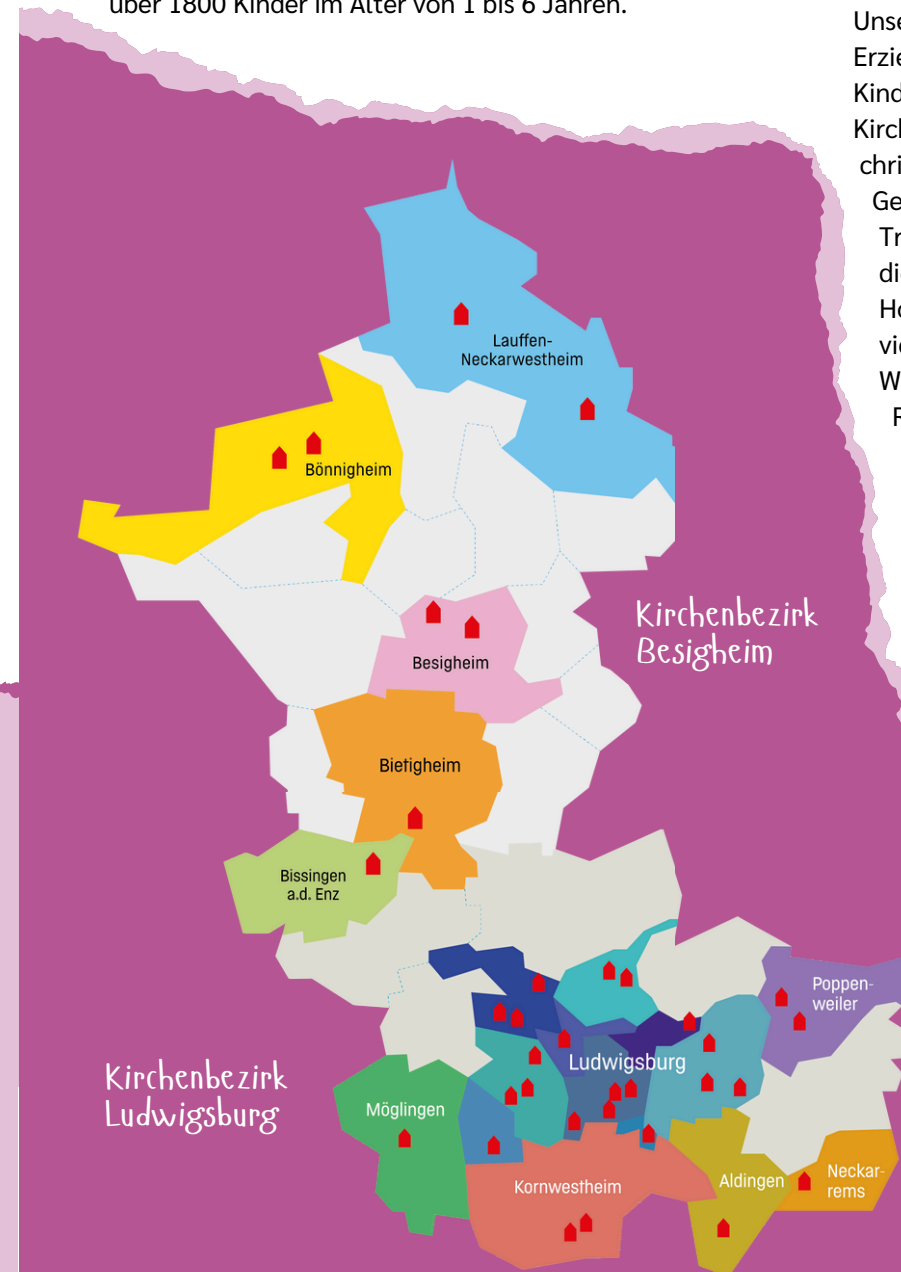 über 1800 Kinder im Alter von 1 bis 6 Jahren.
Lauffen-
Neckarwestheim
Bönnigheim
Kirchenbezirk
Besigheim
Besigheim
Bietigheim
Bissingen
a.d. Enz
Poppen-
weiler
Ludwigsburg
Kirchenbezirk
Ludwigsburg
Möglingen
Kornwestheim
Aldingen
Neckar-
rems